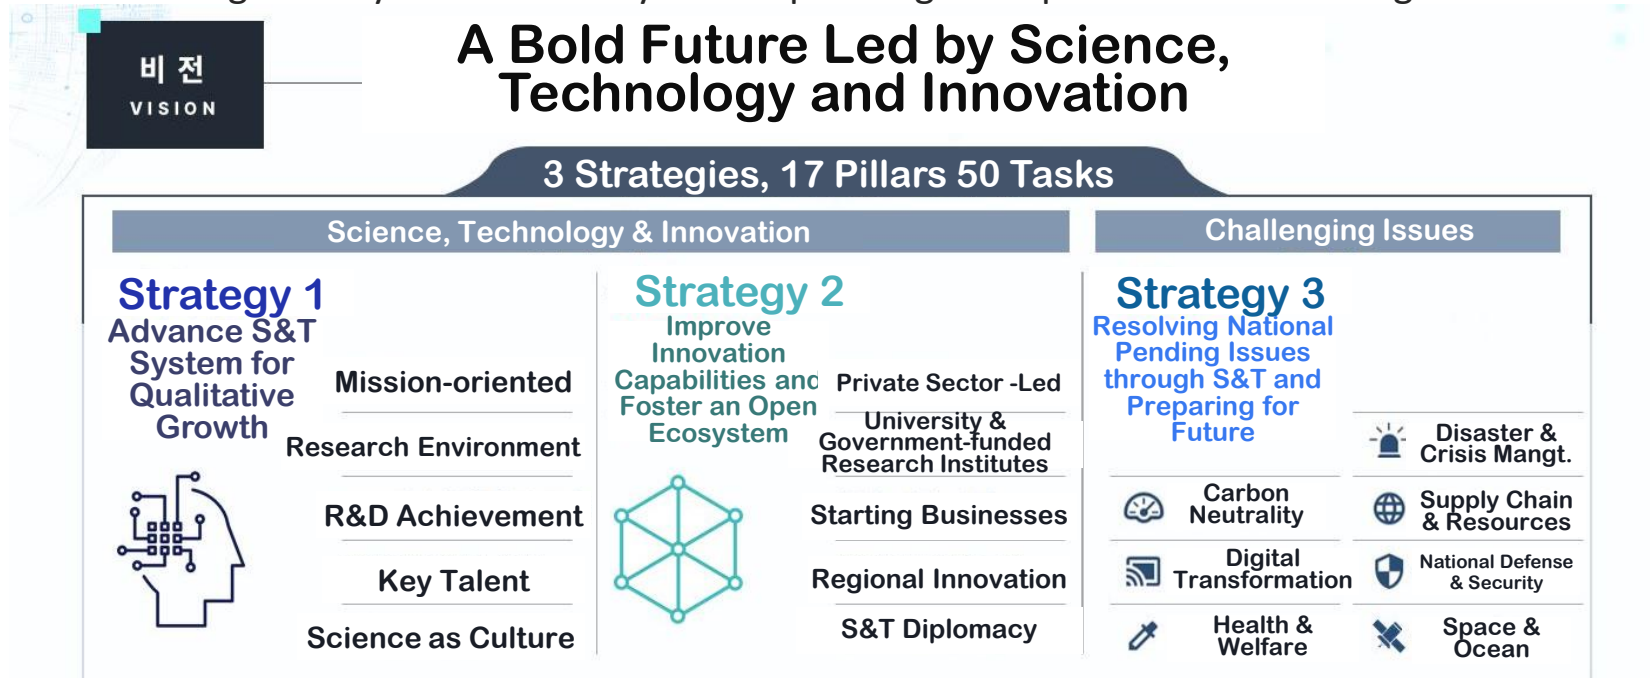 비 전
VISION
A Bold Future Led by Science,
Technology and Innovation
3 Strategies, 17 Pillars 50 Tasks
Science, Technology & Innovation
Challenging Issues
Strategy 1
Advance S&T
System for
Qualitative
Growth
Mission-oriented
Research Environment
R&D Achievement
Key Talent
Science as Culture
Strategy 2
Improve
Innovation
Capabilities and
Foster an Open
Ecosystem
Private Sector -Led
University &
Government-funded
Research Institutes
Starting Businesses
Regional Innovation
S&T Diplomacy
Strategy 3
Resolving National
Pending Issues
through S&T and
Preparing for
Future
Carbon
Neutrality
Digital
Transformation
Health &
Welfare
Disaster &
Crisis Mangt.
Supply Chain
& Resources
National Defense
& Security
Space &
Ocean